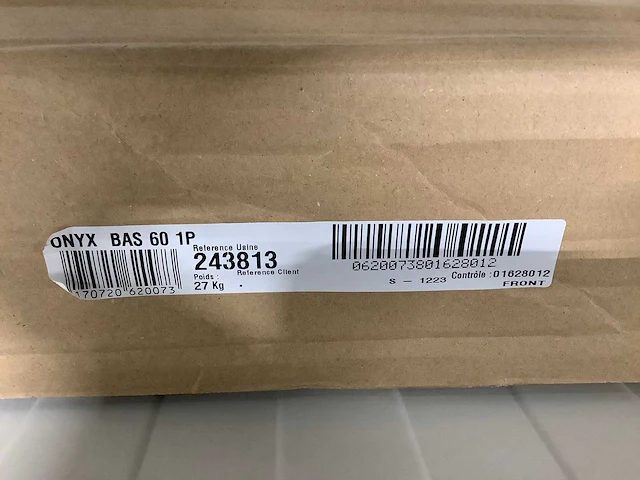 ONYX BAS 60 1P
Reference Usine
243813
Reference Client
Poids :
27 Kg
170720 620073
0620073801628012
Contrôle :01628012
S - 1223
FRONT